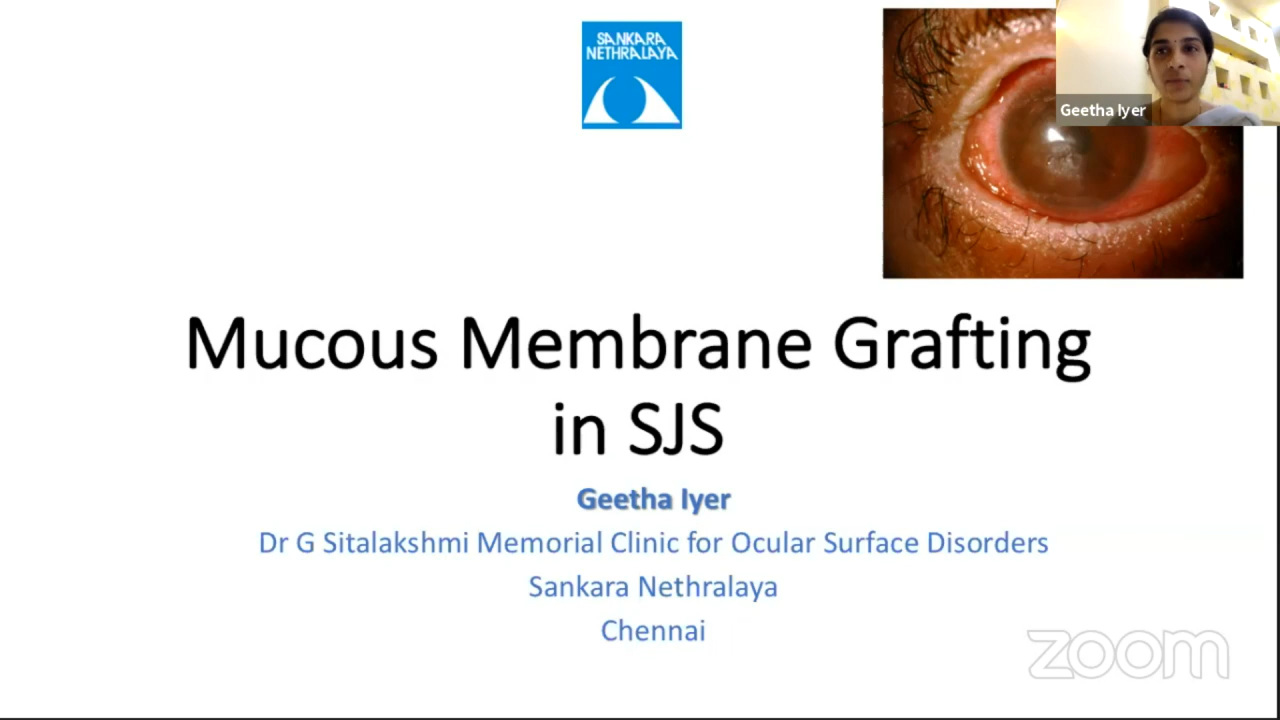 SANKARA
NETHRALAYA
Geetha Iyer
Mucous Membrane Grafting
in SJS
Geetha Iyer
Dr G Sitalakshmi Memorial Clinic for Ocular Surface Disorders
Sankara Nethralaya
Chennai
zoom